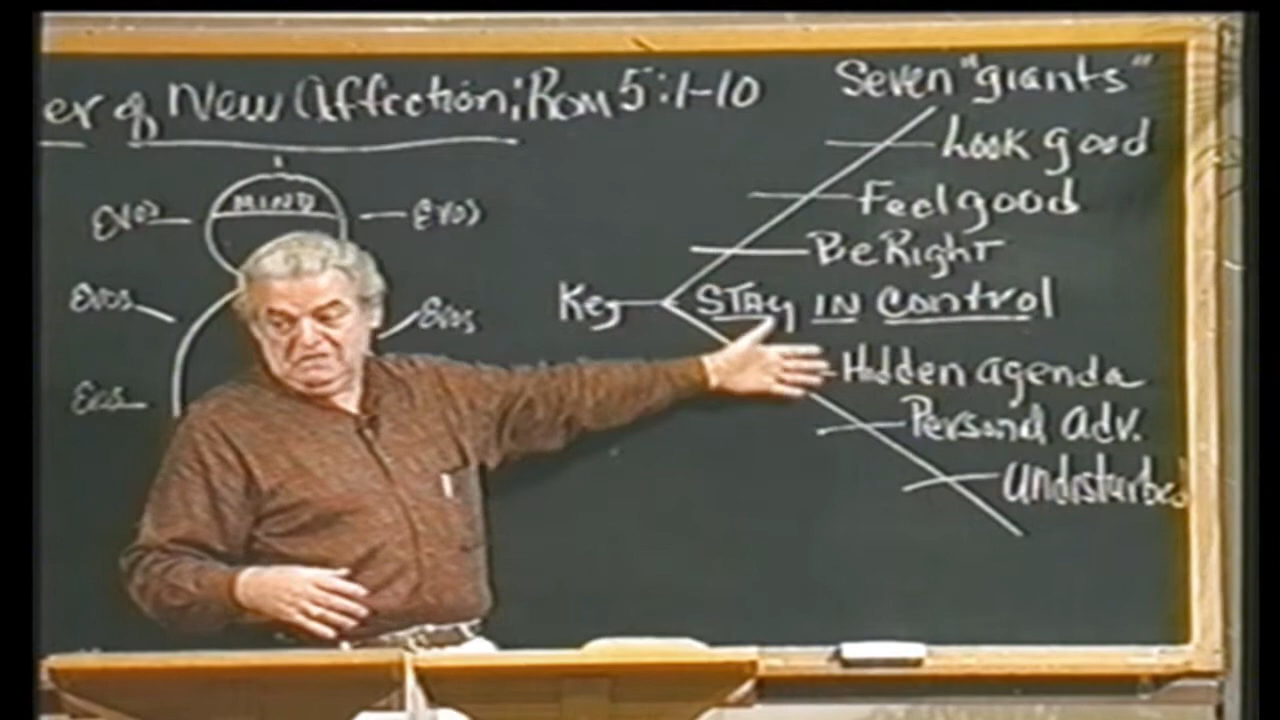 er of New Affection; Rom 5:1-10
Seven "giants"
Look good
Feel good
Be Right
Key STAY IN Control
Hidden agenda
Personal Adv.
Undisturbed
MIND